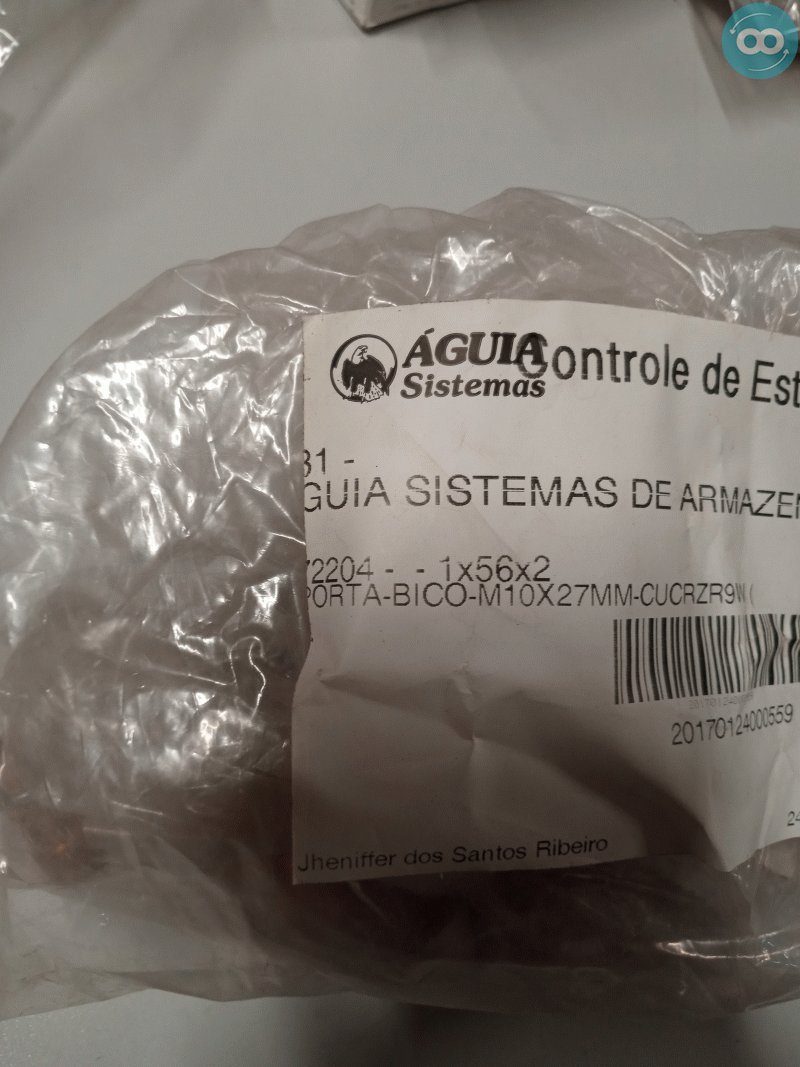 ÁGUIA Controle de Est
Sistemas
31 -
GUIA SISTEMAS DE ARMAZEN
72204 - - 1x56x2
PORTA-BICO-M10X27MM-CUCRZR9W (
20170124000559
24
Jheniffer dos Santos Ribeiro